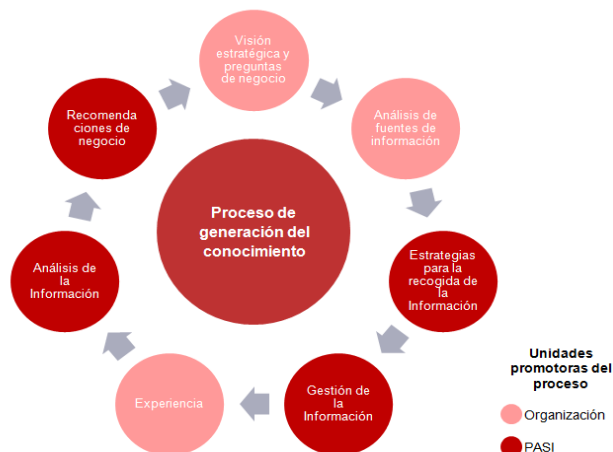 Visión
estratégica y
preguntas
de negocio
Análisis de
fuentes de
información
Estrategias
para la
recogida de
la
Información
Gestión de
la
Información
Experiencia
Análisis de
la
Información
Recomenda
ciones de
negocio
Proceso de
generación del
conocimiento
Unidades
promotoras del
proceso
Organización
PASI